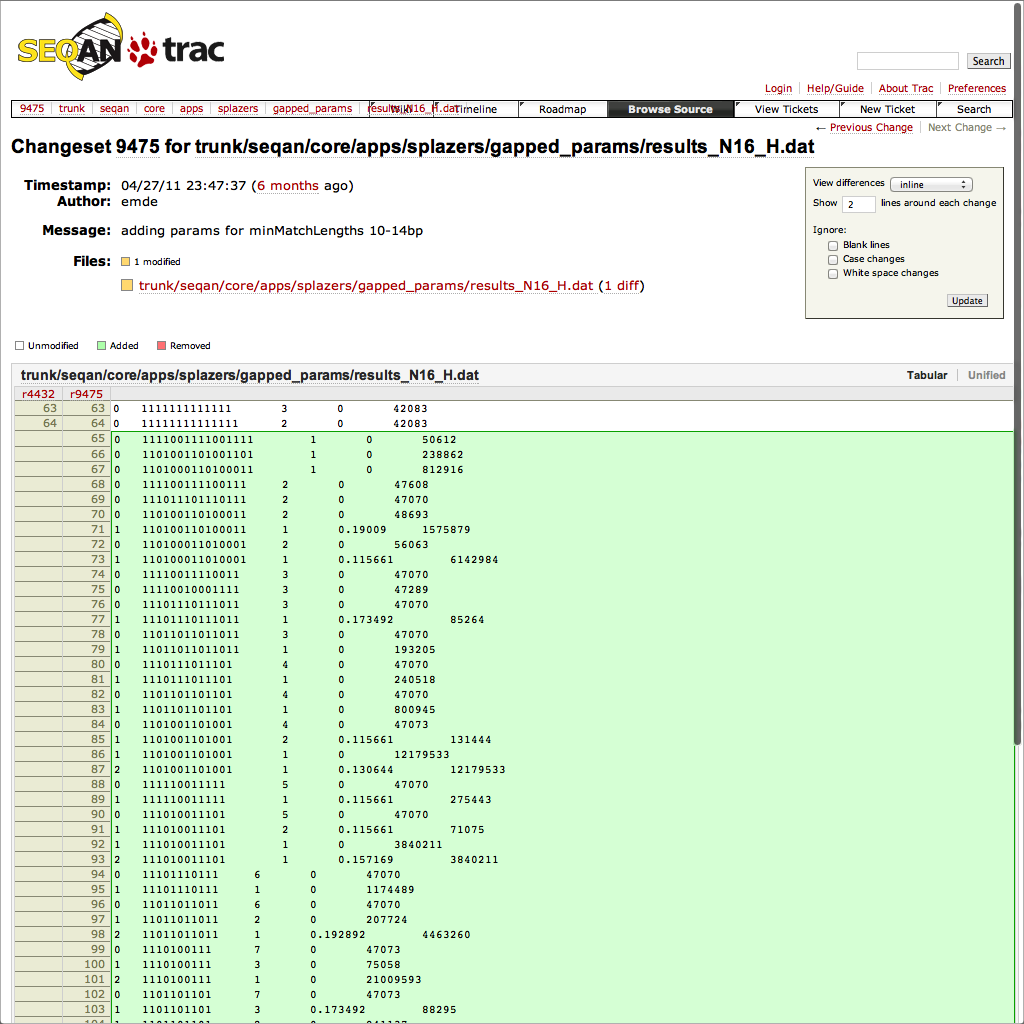 SEQAN trac
Search
Login Help/Guide About Trac Preferences
9475 trunk seqan core apps splazers gapped_params results_N16_H.dat Wiki Timeline Roadmap Browse Source View Tickets New Ticket Search
← Previous Change Next Change →
Changeset 9475 for trunk/seqan/core/apps/splazers/gapped_params/results_N16_H.dat
Timestamp: 04/27/11 23:47:37 (6 months ago)
Author: emde
Message: adding params for minMatchLengths 10-14bp
Files: 1 modified
trunk/seqan/core/apps/splazers/gapped_params/results_N16_H.dat (1 diff)
View differences inline
Show 2 lines around each change
Ignore:
Blank lines
Case changes
White space changes
Update
Unmodified Added Removed
trunk/seqan/core/apps/splazers/gapped_params/results_N16_H.dat Tabular Unified
r4432 r9475
63 63 0 1111111111111 3 0 42083
64 64 0 11111111111111 2 0 42083
65 0 1111001111001111 1 0 50612
66 0 1101001101001101 1 0 238862
67 0 1101000110100011 1 0 812916
68 0 111100111100111 2 0 47608
69 0 111011101110111 2 0 47070
70 0 110100110100011 2 0 48693
71 1 110100110100011 1 0.19009 1575879
72 0 110100011010001 2 0 56063
73 1 110100011010001 1 0.115661 6142984
74 0 11110011110011 3 0 47070
75 0 11110010001111 3 0 47289
76 0 11101110111011 3 0 47070
77 1 11101110111011 1 0.173492 85264
78 0 11011011011011 3 0 47070
79 1 11011011011011 1 0 193205
80 0 1110111011101 4 0 47070
81 1 1110111011101 1 0 240518
82 0 1101101101101 4 0 47070
83 1 1101101101101 1 0 800945
84 0 1101001101001 4 0 47073
85 1 1101001101001 2 0.115661 131444
86 1 1101001101001 1 0 12179533
87 2 1101001101001 1 0.130644 12179533
88 0 111110011111 5 0 47070
89 1 111110011111 1 0.115661 275443
90 0 111010011101 5 0 47070
91 1 111010011101 2 0.115661 71075
92 1 111010011101 1 0 3840211
93 2 111010011101 1 0.157169 3840211
94 0 11101110111 6 0 47070
95 1 11101110111 1 0 1174489
96 0 11011011011 6 0 47070
97 1 11011011011 2 0 207724
98 2 11011011011 1 0.192892 4463260
99 0 1110100111 7 0 47073
100 1 1110100111 3 0 75058
101 2 1110100111 1 0 21009593
102 0 1101101101 7 0 47073
103 1 1101101101 3 0.173492 88295